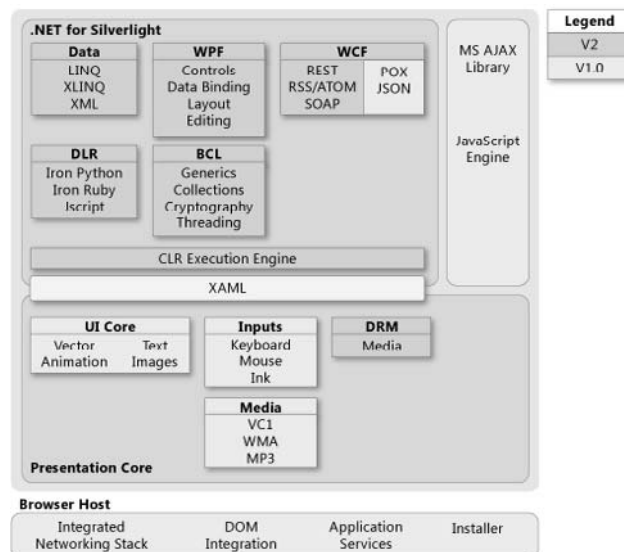 .NET for Silverlight
Data
LINQ
XLINQ
XML
WPF
Controls
Data Binding
Layout
Editing
WCF
REST
RSS/ATOM
SOAP
POX
JSON
DLR
Iron Python
Iron Ruby
Jscript
BCL
Generics
Collections
Cryptography
Threading
CLR Execution Engine
MS AJAX
Library
JavaScript
Engine
Legend
V2
V1.0
XAML
UI Core
Vector Text
Animation Images
Inputs
Keyboard
Mouse
Ink
DRM
Media
Media
VC1
WMA
MP3
Presentation Core
Browser Host
Integrated
Networking Stack
DOM
Integration
Application
Services
Installer